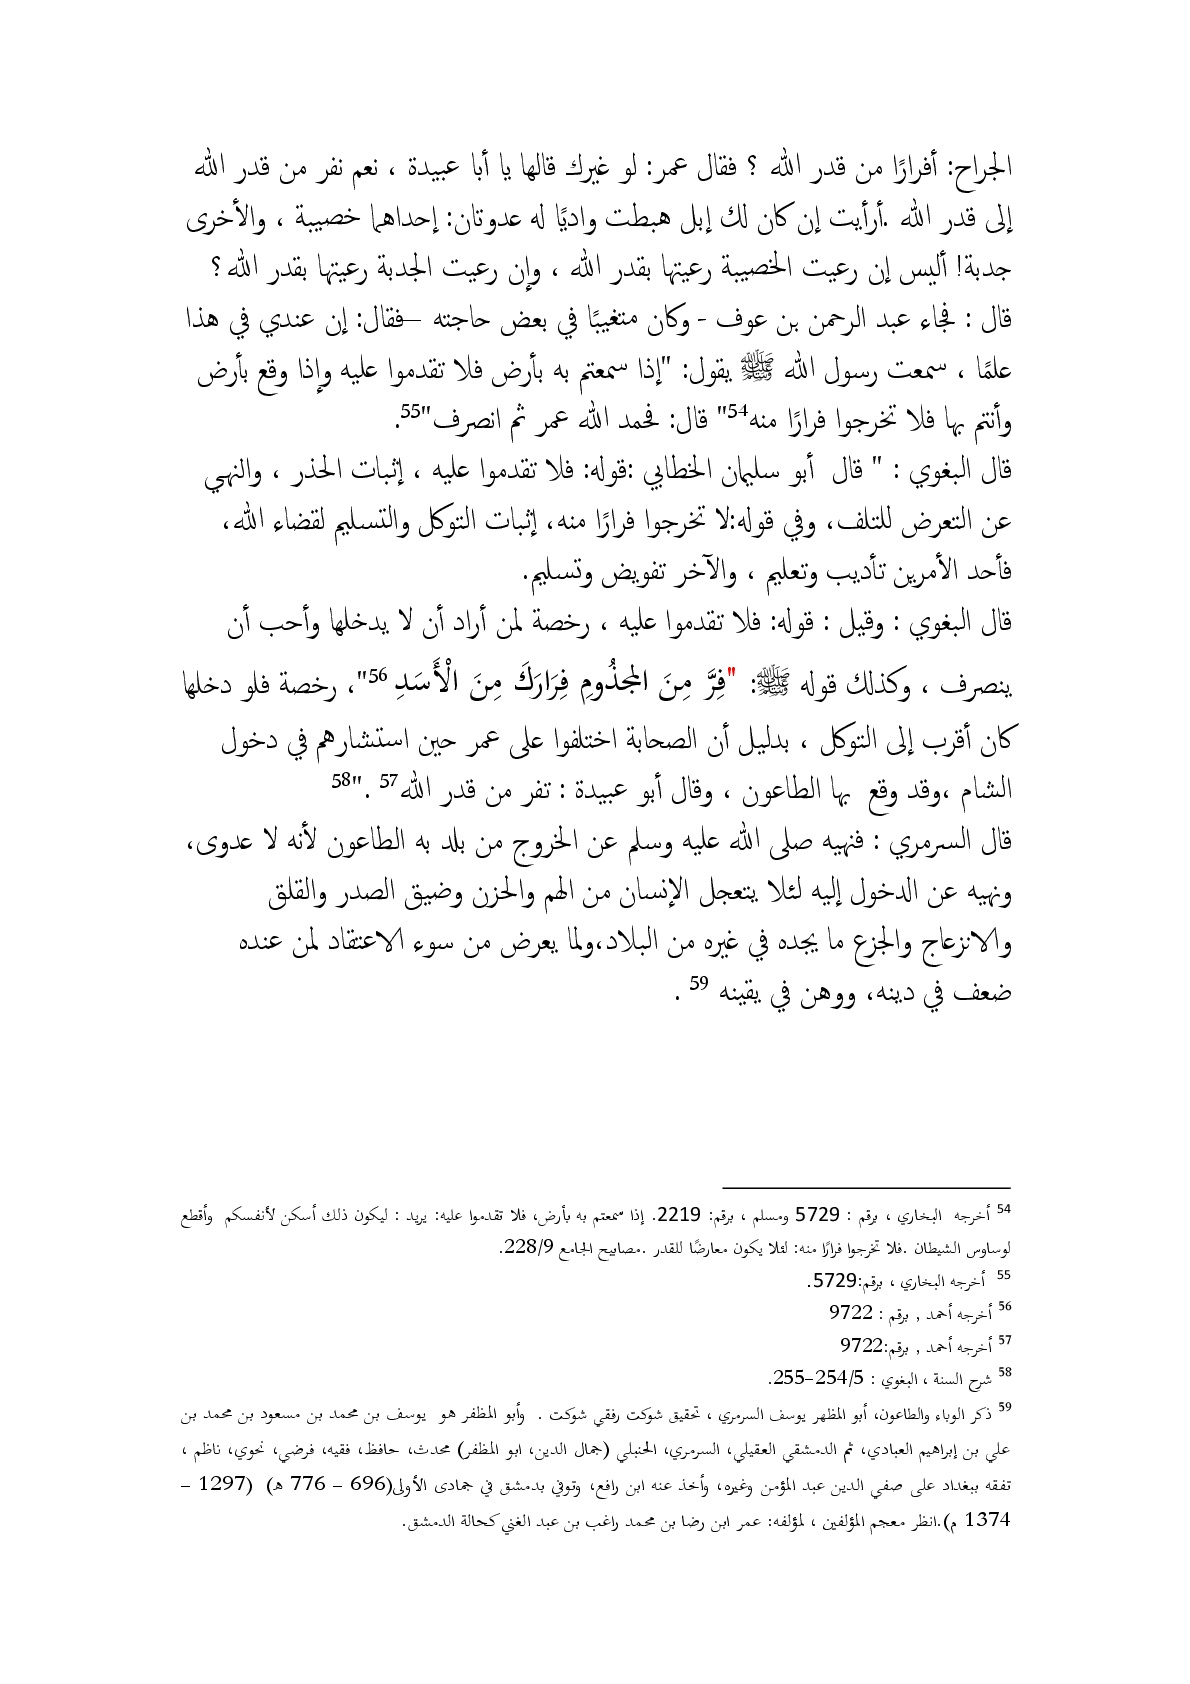 الجراح: أفرارًا من قدر الله ؟ فقال عمر: لو غيرك قالها يا أبا عبيدة ، نعم نفر من قدر الله
إلى قدر الله .أرأيت إن كان لك إبل هبطت واديًا له عدوتان: إحداهما خصيبة ، والأخرى
جدبة! أليس إن رعيت الخصيبة رعيتها بقدر الله ، وإن رعيت الجدبة رعيتها بقدر الله ؟
قال : فجاء عبد الرحمن بن عوف - وكان متغيبًا في بعض حاجته –فقال: إن عندي في هذا
علمًا ، سمعت رسول الله ﷺ يقول: "إذا سمعتم به بأرض فلا تقدموا عليه وإذا وقع بأرض
وأنتم بها فلا تخرجوا فرارًا منه54" قال: فحمد الله عمر ثم انصرف"55.
قال البغوي : " قال أبو سليمان الخطابي :قوله: فلا تقدموا عليه ، إثبات الحذر ، والنهي
عن التعرض للتلف، وفي قوله:لا تخرجوا فرارًا منه، إثبات التوكل والتسليم لقضاء الله،
فأحد الأمرين تأديب وتعليم ، والآخر تفويض وتسليم.
قال البغوي : وقيل : قوله: فلا تقدموا عليه ، رخصة لمن أراد أن لا يدخلها وأحب أن
ينصرف ، وكذلك قوله ﷺ: "فِرَّ مِنَ المجذُومِ فِرَارَكَ مِنَ الْأَسَدِ 56"، رخصة فلو دخلها
كان أقرب إلى التوكل ، بدليل أن الصحابة اختلفوا على عمر حين استشارهم في دخول
الشام ،وقد وقع بها الطاعون ، وقال أبو عبيدة : تفر من قدر الله57 ."58
قال السرمري : فنهيه صلى الله عليه وسلم عن الخروج من بلد به الطاعون لأنه لا عدوى،
ونهيه عن الدخول إليه لئلا يتعجل الإنسان من الهم والحزن وضيق الصدر والقلق
والانزعاج والجزع ما يجده في غيره من البلاد،ولما يعرض من سوء الاعتقاد لمن عنده
ضعف في دينه، ووهن في يقينه 59 .
54 أخرجه البخاري ، برقم : 5729 ومسلم ، برقم: 2219. إذا سمعتم به بأرض، فلا تقدموا عليه: يريد : ليكون ذلك أسكن لأنفسكم وأقطع
لوساوس الشيطان .فلا تخرجوا فرارًا منه: لئلا يكون معارضًا للقدر .مصابيح الجامع 228/9.
55 أخرجه البخاري ، برقم:5729.
56 أخرجه أحمد , برقم : 9722
57 أخرجه أحمد , برقم:9722
58 شرح السنة ، البغوي : 254/5–255.
59 ذكر الوباء والطاعون، أبو المظهر يوسف السرمري ، تحقيق شوكت رفقي شوكت . وأبو المظفر هو يوسف بن محمد بن مسعود بن محمد بن
علي بن إبراهيم العبادي، ثم الدمشقي العقيلي، السرمري، الحنبلي (جمال الدين، ابو المظفر) محدث، حافظ، فقيه، فرضي، نحوي، ناظم ،
تفقه ببغداد على صفي الدين عبد المؤمن وغيره، وأخذ عنه ابن رافع، وتوفي بدمشق في جمادى الأولى(696 – 776 هـ) (1297 –
1374 م).انظر معجم المؤلفين ، لمؤلفه: عمر ابن رضا بن محمد راغب بن عبد الغني كحالة الدمشق.